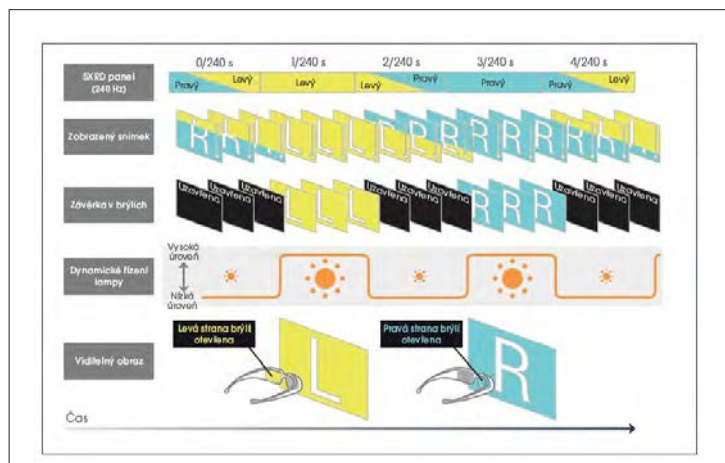 0/240 s 1/240 s 2/240 s 3/240 s 4/240 s
SXRD panel
(240 Hz)
Pravý Levý Levý Levý Pravý Pravý Pravý Levý
Zobrazený snímek
R R L L L L L R R R R R R R L
Závěrka v brýlích
Uzavřena Uzavřena Uzavřena L L L Uzavřena Uzavřena Uzavřena R R R Uzavřena Uzavřena Uzavřena
Dynamické řízení
lampy
Vysoká
úroveň
Nízká
úroveň
Viditelný obraz
Levá strana brýlí
otevřena
L
Pravá strana brýlí
otevřena
R
Čas